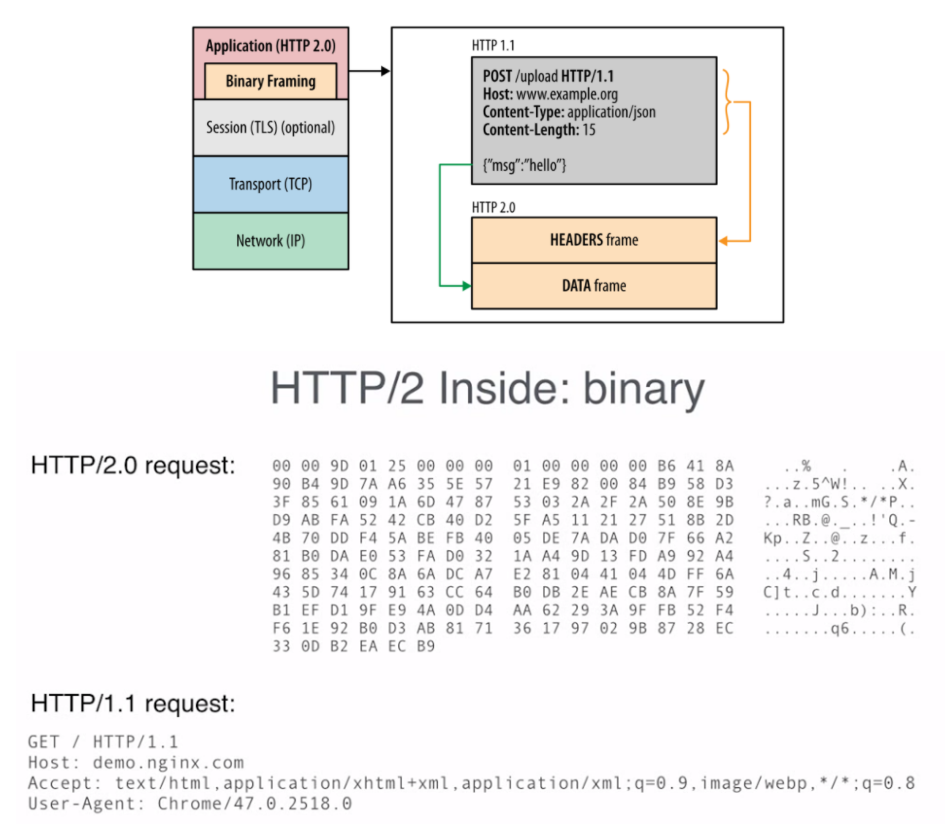 Application (HTTP 2.0)
Binary Framing
Session (TLS) (optional)
Transport (TCP)
Network (IP)
HTTP 1.1
POST /upload HTTP/1.1
Host: www.example.org
Content-Type: application/json
Content-Length: 15
{"msg":"hello"}
HTTP 2.0
HEADERS frame
DATA frame
HTTP/2 Inside: binary
HTTP/2.0 request:
00 00 9D 01 25 00 00 00 01 00 00 00 00 B6 41 8A ..% . .A.
90 B4 9D 7A A6 35 5E 57 21 E9 82 00 84 B9 58 D3 ...z.5^W!.. ..X.
3F 85 61 09 1A 6D 47 87 53 03 2A 2F 2A 50 8E 9B ?.a..mG.S.*/*P..
D9 AB FA 52 42 CB 40 D2 5F A5 11 21 27 51 8B 2D ...RB.@._..!'Q.-
4B 70 DD F4 5A BE FB 40 05 DE 7A DA D0 7F 66 A2 Kp..Z..@..z...f.
81 B0 DA E0 53 FA D0 32 1A A4 9D 13 FD A9 92 A4 ....S..2........
96 85 34 0C 8A 6A DC A7 E2 81 04 41 04 4D FF 6A ..4..j.....A.M.j
43 5D 74 17 91 63 CC 64 B0 DB 2E AE CB 8A 7F 59 C]t..c.d.......Y
B1 EF D1 9F E9 4A 0D D4 AA 62 29 3A 9F FB 52 F4 .....J...b):..R.
F6 1E 92 B0 D3 AB 81 71 36 17 97 02 9B 87 28 EC .......q6.....(.
33 0D B2 EA EC B9
HTTP/1.1 request:
GET / HTTP/1.1
Host: demo.nginx.com
Accept: text/html,application/xhtml+xml,application/xml;q=0.9,image/webp,*/*;q=0.8
User-Agent: Chrome/47.0.2518.0